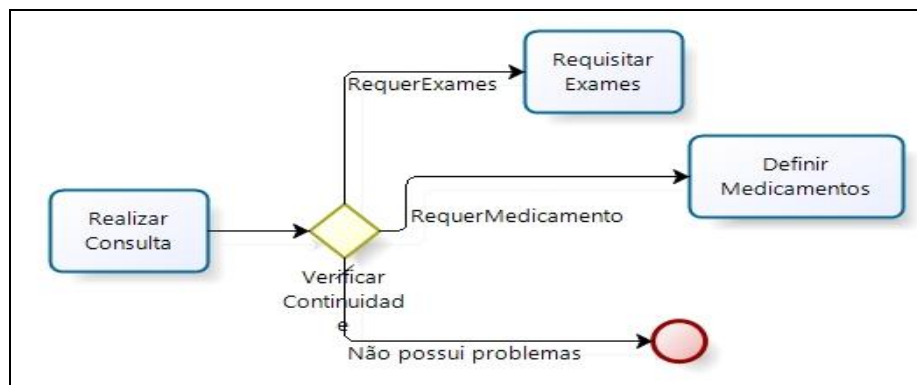 Requisitar
Exames
RequerExames
Definir
Medicamentos
Realizar
Consulta
RequerMedicamento
Verificar
Continuidad
e
Não possui problemas